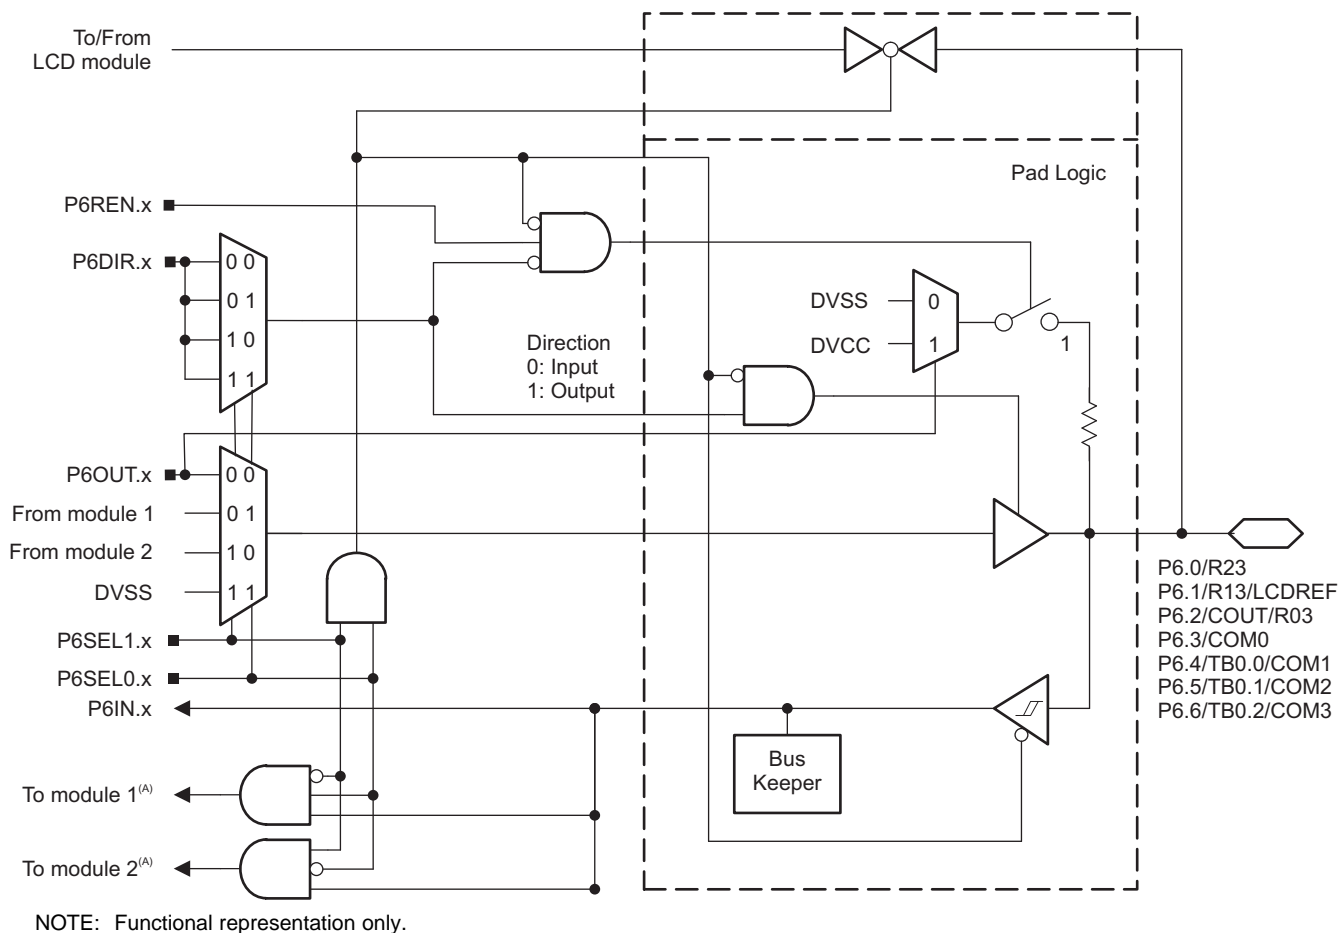 To/From
LCD module
Pad Logic
P6REN.x
P6DIR.x
0 0
0 1
1 0
1 1
Direction
0: Input
1: Output
DVSS
DVCC
0
1
1
P6OUT.x
From module 1
From module 2
DVSS
0 0
0 1
1 0
1 1
P6SEL1.x
P6SEL0.x
P6IN.x
Bus
Keeper
P6.0/R23
P6.1/R13/LCDREF
P6.2/COUT/R03
P6.3/COM0
P6.4/TB0.0/COM1
P6.5/TB0.1/COM2
P6.6/TB0.2/COM3
To module 1(A)
To module 2(A)
NOTE: Functional representation only.